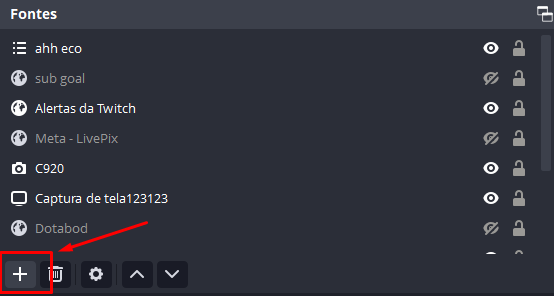 Fontes
ahh eco
sub goal
Alertas da Twitch
Meta - LivePix
C920
Captura de tela123123
Dotabod